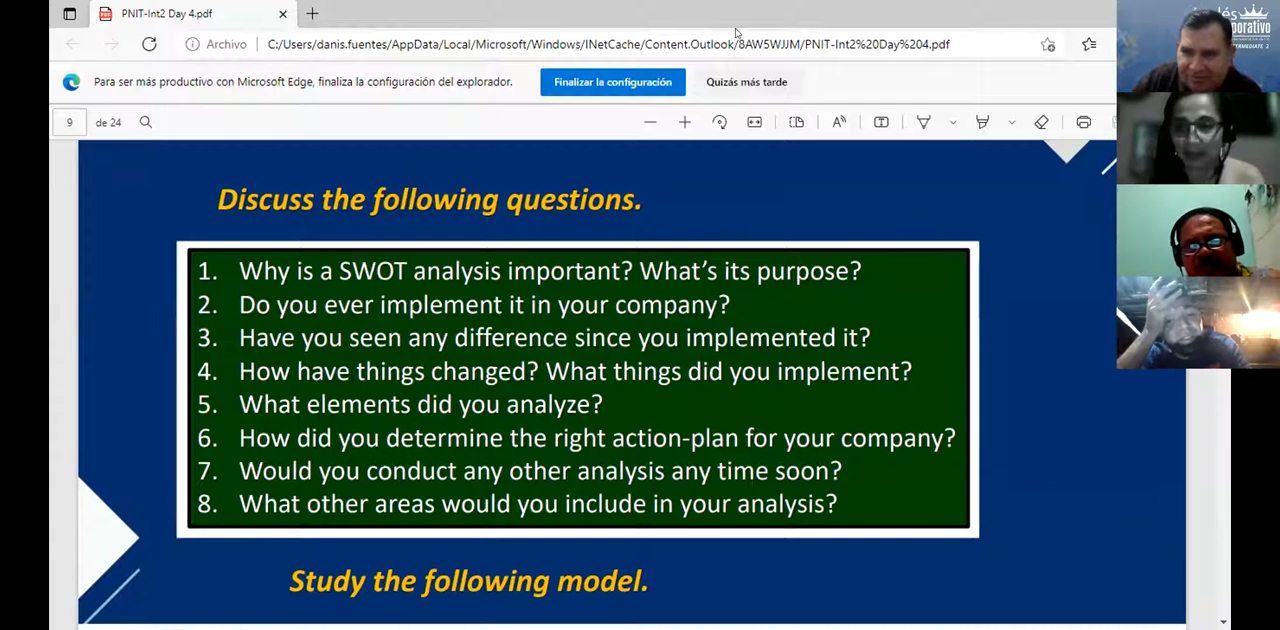 PNIT-Int2 Day 4.pdf
Archivo C:/Users/danis.fuentes/AppData/Local/Microsoft/Windows/INetCache/Content.Outlook/8AW5WJJM/PNIT-Int2%20Day%204.pdf
Para ser más productivo con Microsoft Edge, finaliza la configuración del explorador. Finalizar la configuración Quizás más tarde
9 de 24
Discuss the following questions.
1. Why is a SWOT analysis important? What's its purpose?
2. Do you ever implement it in your company?
3. Have you seen any difference since you implemented it?
4. How have things changed? What things did you implement?
5. What elements did you analyze?
6. How did you determine the right action-plan for your company?
7. Would you conduct any other analysis any time soon?
8. What other areas would you include in your analysis?
Study the following model.